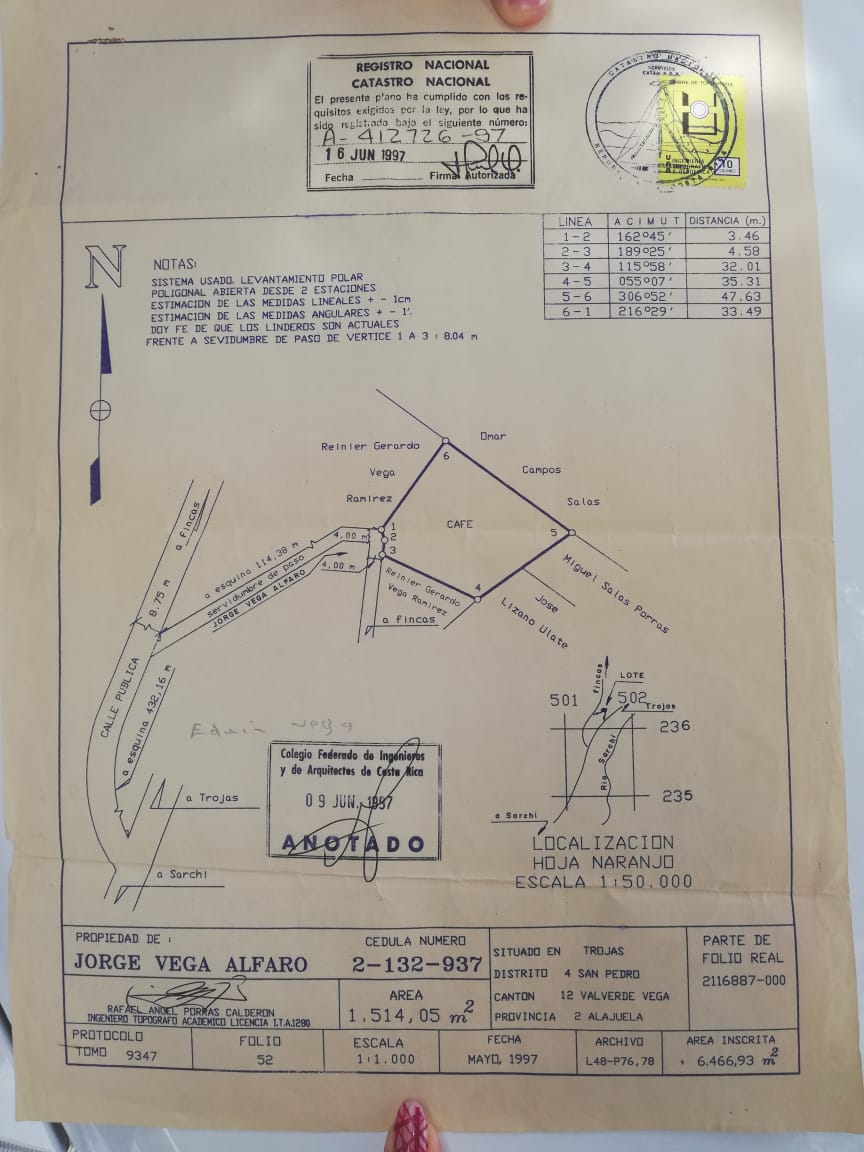 REGISTRO NACIONAL
CATASTRO NACIONAL
El presente plano ha cumplido con los re-
quisitos exigidos por la ley, por lo que ha
sido registrado bajo el siguiente número:
A-412726-97
16 JUN 1997
Fecha Firma Autorizada
CATASTRO NACIONAL
SERVICIOS
10
LINEA ACIMUT DISTANCIA (m.)
1-2 162º45' 3.46
2-3 189º25' 4.58
3-4 115º58' 32.01
4-5 055º07' 35.31
5-6 306º52' 47.63
6-1 216º29' 33.49
N
NOTAS:
SISTEMA USADO. LEVANTAMIENTO POLAR
POLIGONAL ABIERTA DESDE 2 ESTACIONES
ESTIMACION DE LAS MEDIDAS LINEALES + - 1cm
ESTIMACION DE LAS MEDIDAS ANGULARES + - 1'.
DOY FE DE QUE LOS LINDEROS SON ACTUALES
FRENTE A SEVIDUMBRE DE PASO DE VERTICE 1 A 3 : 8.04 m
Reinier Gerardo
Vega
Ramirez
Omar
Campos
Salas
6
CAFE
5
1
2
3
4
4,00 m
4,00 m
a esquina 114,38 m
servidumbre de paso
JORGE VEGA ALFARO
a fincas
8.75 m
Reinier Gerardo
Vega Ramirez
a fincas
Miguel Salas Porras
Jose
Lizano Ulate
CALLE PUBLICA
a esquina 432,16 m
a Trojas
a Sarchi
Edwin Vega
Colegio Federado de Ingenieros
y de Arquitectos de Costa Rica
09 JUN. 1997
ANOTADO
fincas
LOTE
501
502
Trojas
236
Rio Sarchi
235
a Sarchi
LOCALIZACION
HOJA NARANJO
ESCALA 1:50.000
PROPIEDAD DE :
JORGE VEGA ALFARO
CEDULA NUMERO
2-132-937
RAFAEL ANGEL PORRAS CALDERON
INGENIERO TOPOGRAFO ACADEMICO LICENCIA I.T.A.1280
AREA
1.514,05 m2
SITUADO EN TROJAS
DISTRITO 4 SAN PEDRO
CANTON 12 VALVERDE VEGA
PROVINCIA 2 ALAJUELA
PARTE DE
FOLIO REAL
2116887-000
PROTOCOLO
TOMO 9347
FOLIO
52
ESCALA
1:1.000
FECHA
MAYO, 1997
ARCHIVO
L48-P76,78
AREA INSCRITA
6.466,93 m2